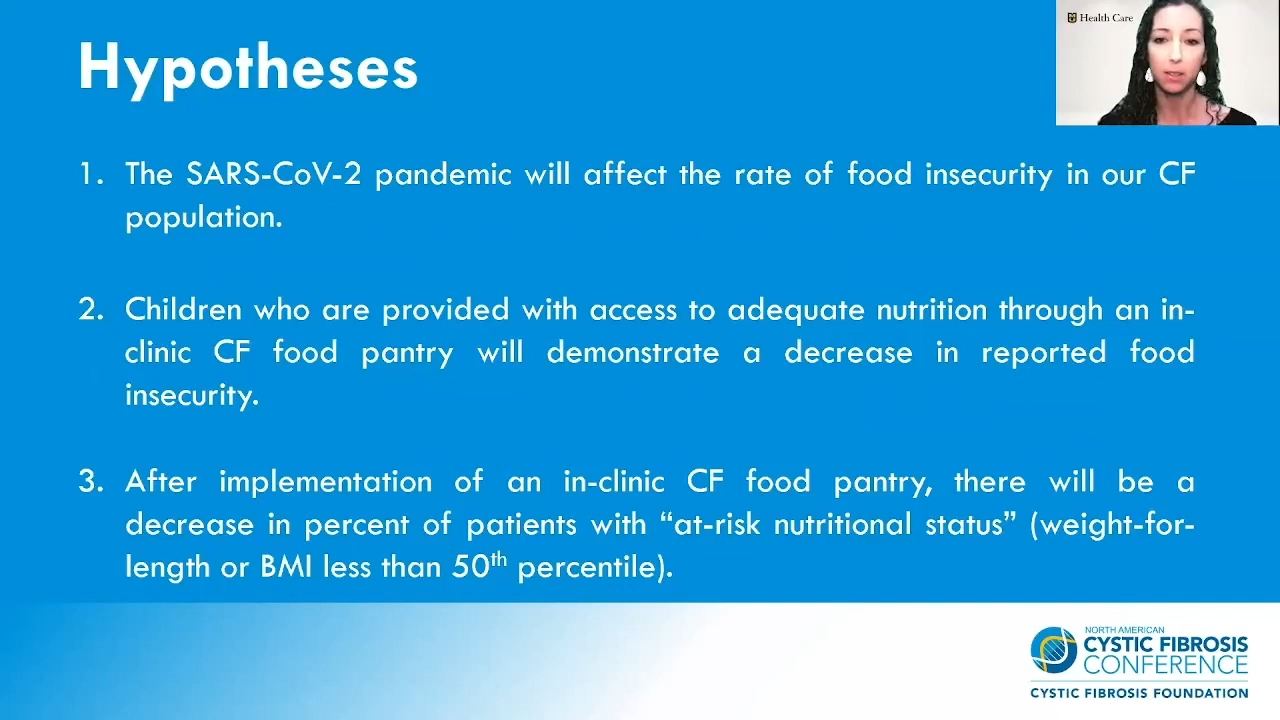 Hypotheses
Health Care
1. The SARS-CoV-2 pandemic will affect the rate of food insecurity in our CF
population.
2. Children who are provided with access to adequate nutrition through an in-
clinic CF food pantry will demonstrate a decrease in reported food
insecurity.
3. After implementation of an in-clinic CF food pantry, there will be a
decrease in percent of patients with “at-risk nutritional status” (weight-for-
length or BMI less than 50th percentile).
NORTH AMERICAN
CYSTIC FIBROSIS
CONFERENCE
CYSTIC FIBROSIS FOUNDATION